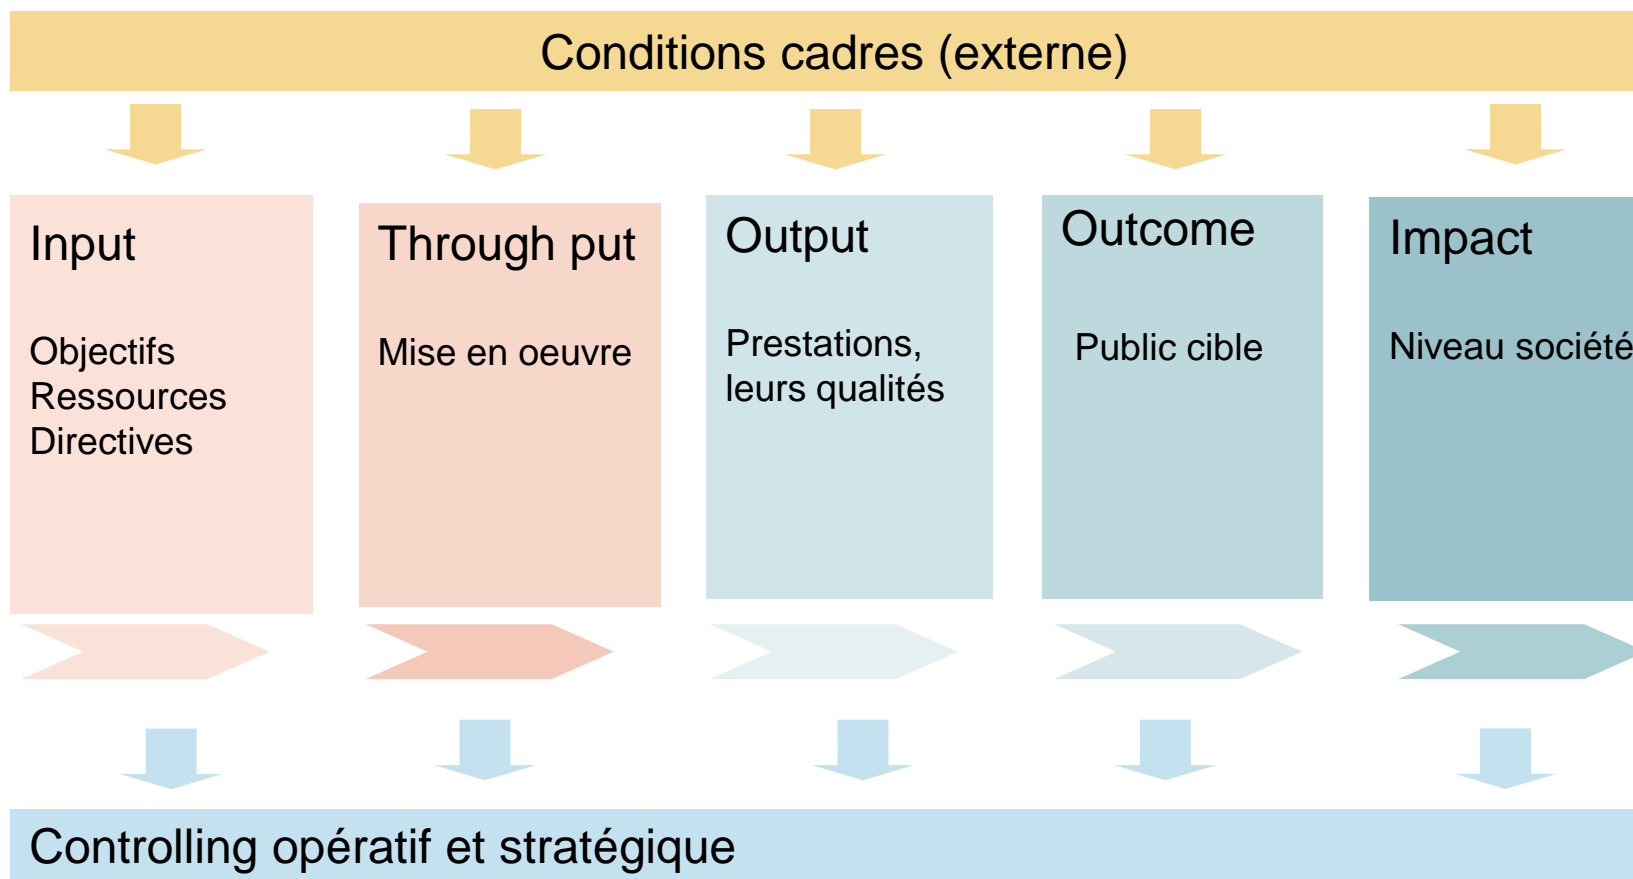 Conditions cadres (externe)
Input
Objectifs
Ressources
Directives
Through put
Mise en oeuvre
Output
Prestations,
leurs qualités
Outcome
Public cible
Impact
Niveau société
Controlling opératif et stratégique